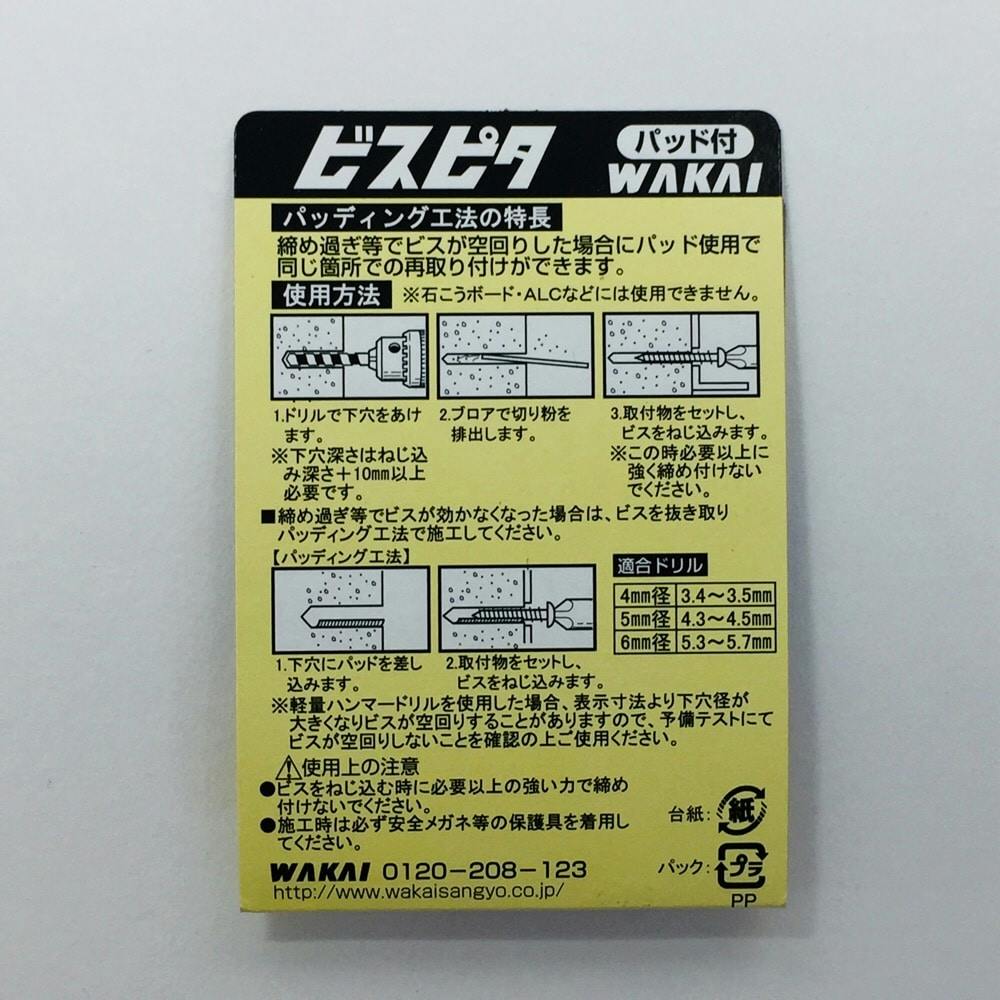 ビスピタ
パッド付
WAKAI
パッディング工法の特長
締め過ぎ等でビスが空回りした場合にパッド使用で
同じ箇所での再取り付けができます。
使用方法 ※石こうボード・ALCなどには使用できません。
1.ドリルで下穴をあけ
ます。
※下穴深さはねじ込
み深さ+10mm以上
必要です。
2.ブロアで切り粉を
排出します。
3.取付物をセットし、
ビスをねじ込みます。
※この時必要以上に
強く締め付けない
でください。
■締め過ぎ等でビスが効かなくなった場合は、ビスを抜き取り
パッディング工法で施工してください。
【パッディング工法】
1.下穴にパッドを差し
込みます。
2.取付物をセットし、
ビスをねじ込みます。
適合ドリル
4mm径 3.4〜3.5mm
5mm径 4.3〜4.5mm
6mm径 5.3〜5.7mm
※軽量ハンマードリルを使用した場合、表示寸法より下穴径が
大きくなりビスが空回りすることがありますので、予備テストにて
ビスが空回りしないことを確認の上ご使用ください。
⚠使用上の注意
●ビスをねじ込む時に必要以上の強い力で締め
付けないでください。
●施工時は必ず安全メガネ等の保護具を着用し
てください。
台紙: 紙
パック: プラ
PP
WAKAI 0120-208-123
http://www.wakaisangyo.co.jp/